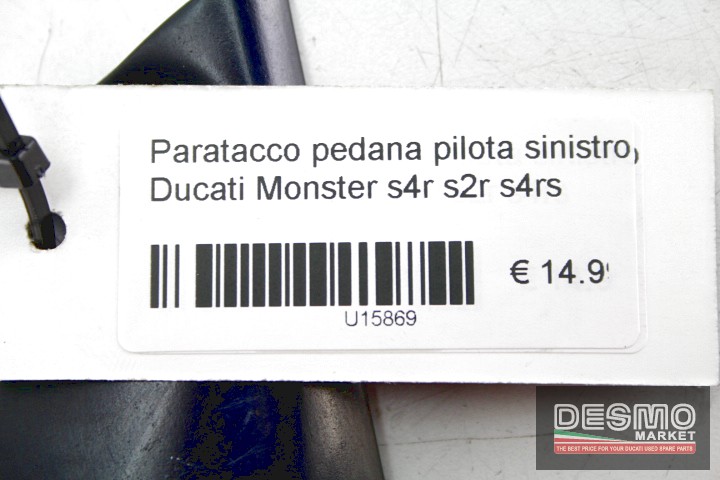 Paratacco pedana pilota sinistro,
Ducati Monster s4r s2r s4rs
€ 14.9
U15869
DESMO
MARKET
THE BEST PRICE FOR YOUR DUCATI USED SPARE PARTS